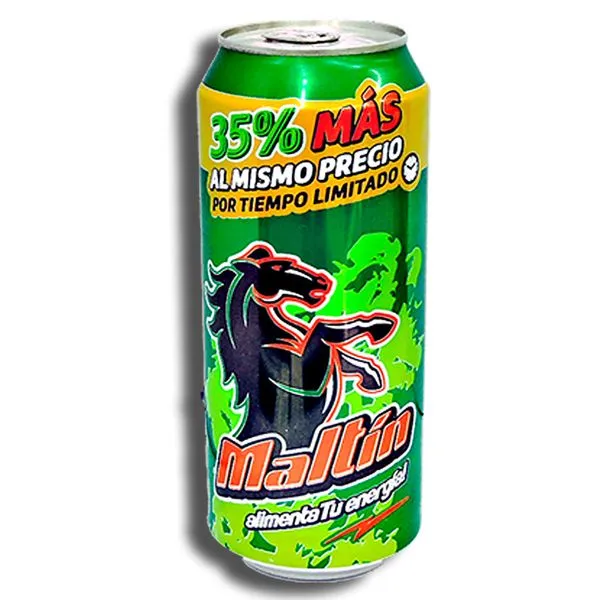 35% MÁS
AL MISMO PRECIO
POR TIEMPO LIMITADO
Maltín
alimenta Tu energía!